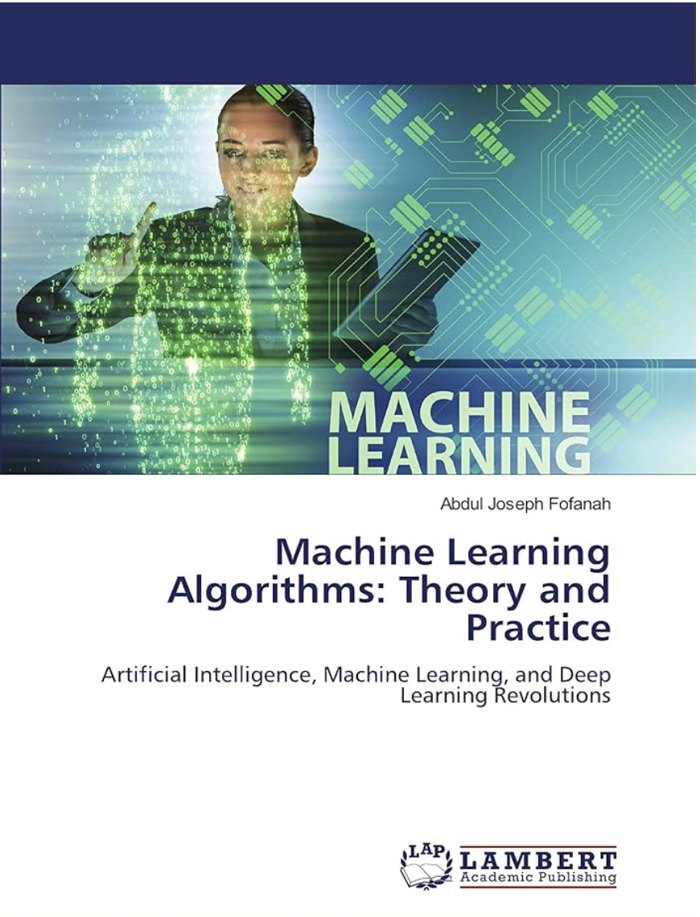 MACHINE
LEARNING
Abdul Joseph Fofanah
Machine Learning
Algorithms: Theory and
Practice
Artificial Intelligence, Machine Learning, and Deep
Learning Revolutions
LAP
LAMBERT
Academic Publishing